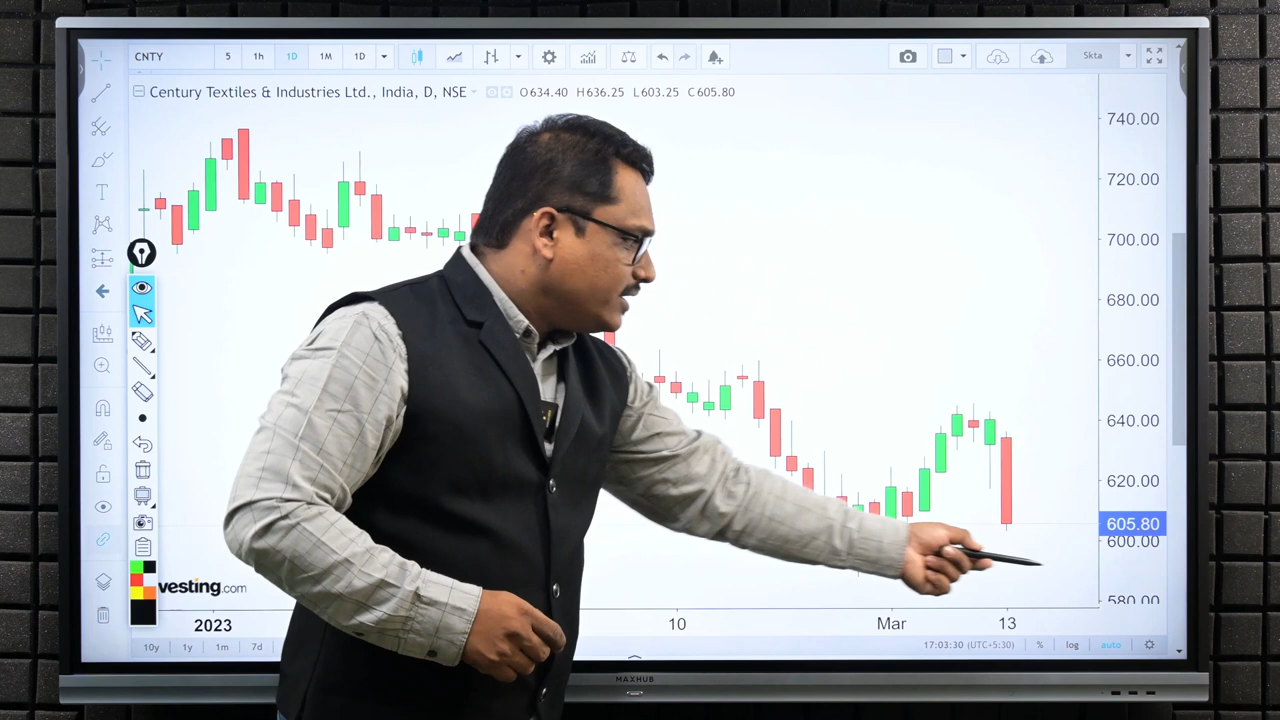 CNTY 5 1h 1D 1M 1D Skta
Century Textiles & Industries Ltd., India, D, NSE O634.40 H636.25 L603.25 C605.80
740.00
720.00
700.00
680.00
660.00
640.00
620.00
605.80
600.00
580.00
vesting.com
2023 10 Mar 13
10y 1y 1m 7d 17:03:30 (UTC+5:30) % log auto
MAXHUB